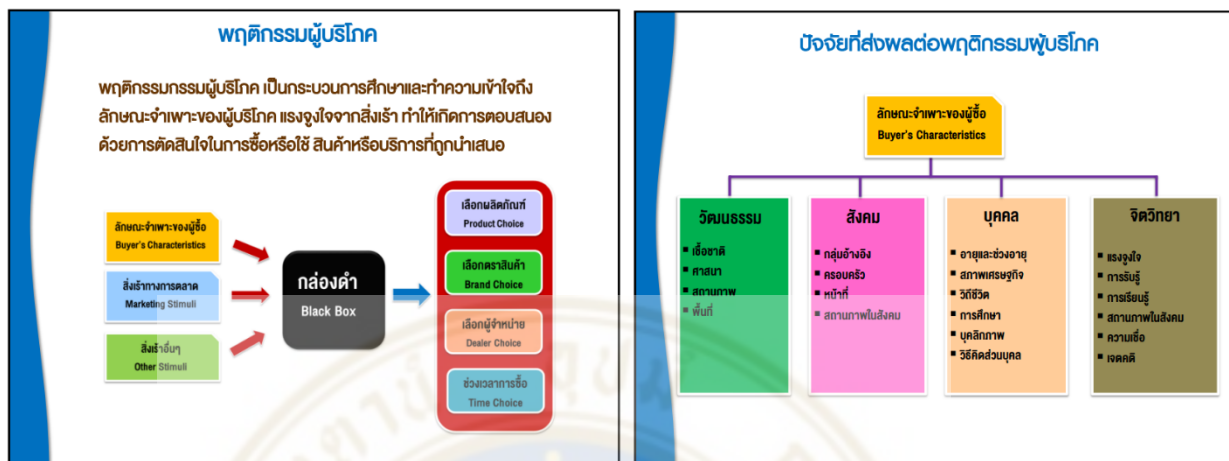 พฤติกรรมผู้บริโภค
พฤติกรรมกรรมผู้บริโภค เป็นกระบวนการศึกษาและทำความเข้าใจถึง
ลักษณะจำเพาะของผู้บริโภค แรงจูงใจจากสิ่งเร้า ทำให้เกิดการตอบสนอง
ด้วยการตัดสินใจในการซื้อหรือใช้ สินค้าหรือบริการที่ถูกนำเสนอ
ลักษณะจำเพาะของผู้ซื้อ
Buyer's Characteristics
สิ่งเร้าทางการตลาด
Marketing Stimuli
สิ่งเร้าอื่นๆ
Other Stimuli
กล่องดำ
Black Box
เลือกผลิตภัณฑ์
Product Choice
เลือกตราสินค้า
Brand Choice
เลือกผู้จำหน่าย
Dealer Choice
ช่วงเวลาการซื้อ
Time Choice
ปัจจัยที่ส่งผลต่อพฤติกรรมผู้บริโภค
ลักษณะจำเพาะของผู้ซื้อ
Buyer's Characteristics
วัฒนธรรม
▪ เชื้อชาติ
▪ ศาสนา
▪ สถานภาพ
▪ พื้นที่
สังคม
▪ กลุ่มอ้างอิง
▪ ครอบครัว
▪ หน้าที่
▪ สถานภาพในสังคม
บุคคล
▪ อายุและช่วงอายุ
▪ สภาพเศรษฐกิจ
▪ วิถีชีวิต
▪ การศึกษา
▪ บุคลิกภาพ
▪ วิธีคิดส่วนบุคล
จิตวิทยา
▪ แรงจูงใจ
▪ การรับรู้
▪ การเรียนรู้
▪ สถานภาพในสังคม
▪ ความเชื่อ
▪ เจตคติ